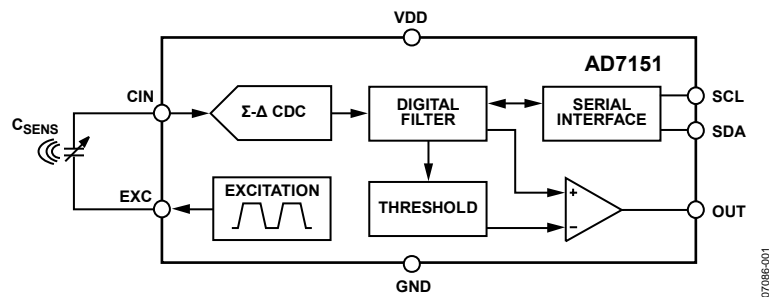 VDD
AD7151
CIN
Σ-Δ CDC
DIGITAL
FILTER
SERIAL
INTERFACE
SCL
SDA
CSENS
EXC
EXCITATION
THRESHOLD
+
−
OUT
GND
07086-001